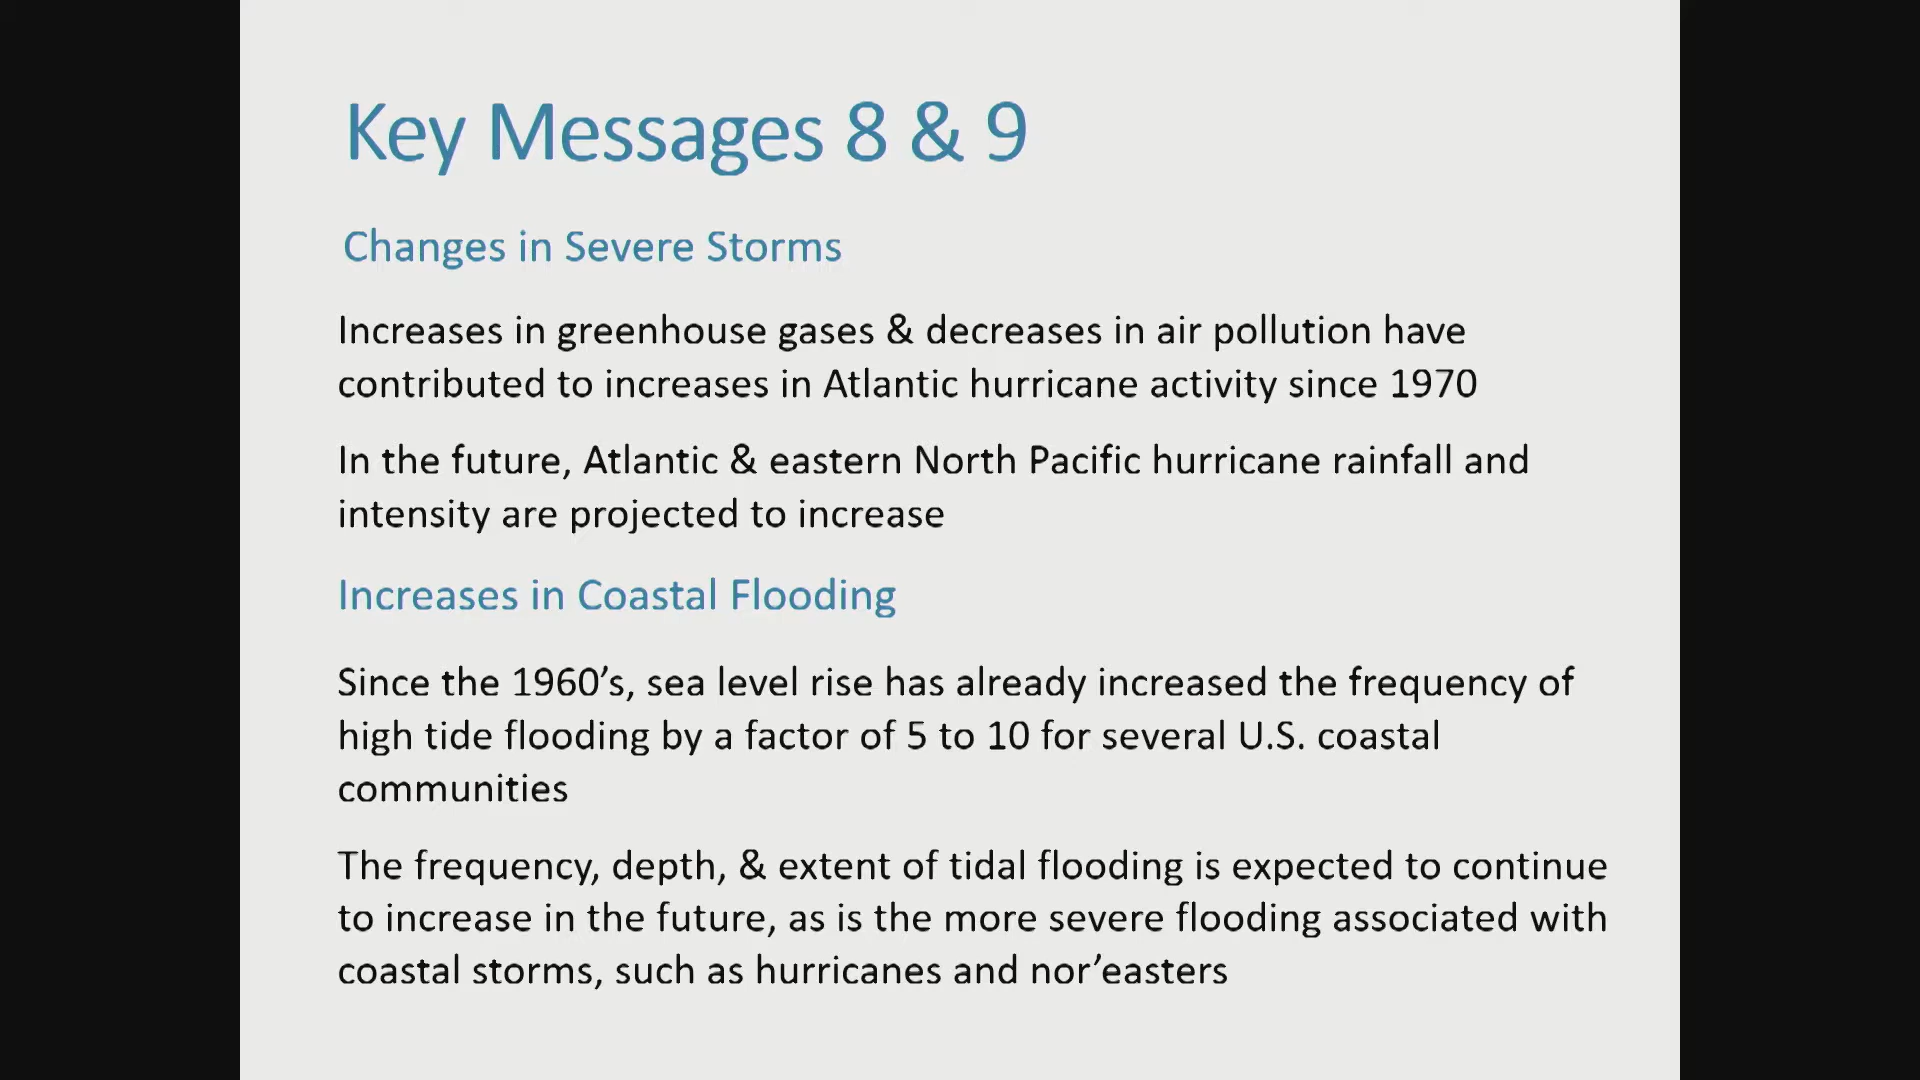 Key Messages 8 & 9
Changes in Severe Storms
Increases in greenhouse gases & decreases in air pollution have
contributed to increases in Atlantic hurricane activity since 1970
In the future, Atlantic & eastern North Pacific hurricane rainfall and
intensity are projected to increase
Increases in Coastal Flooding
Since the 1960’s, sea level rise has already increased the frequency of
high tide flooding by a factor of 5 to 10 for several U.S. coastal
communities
The frequency, depth, & extent of tidal flooding is expected to continue
to increase in the future, as is the more severe flooding associated with
coastal storms, such as hurricanes and nor’easters